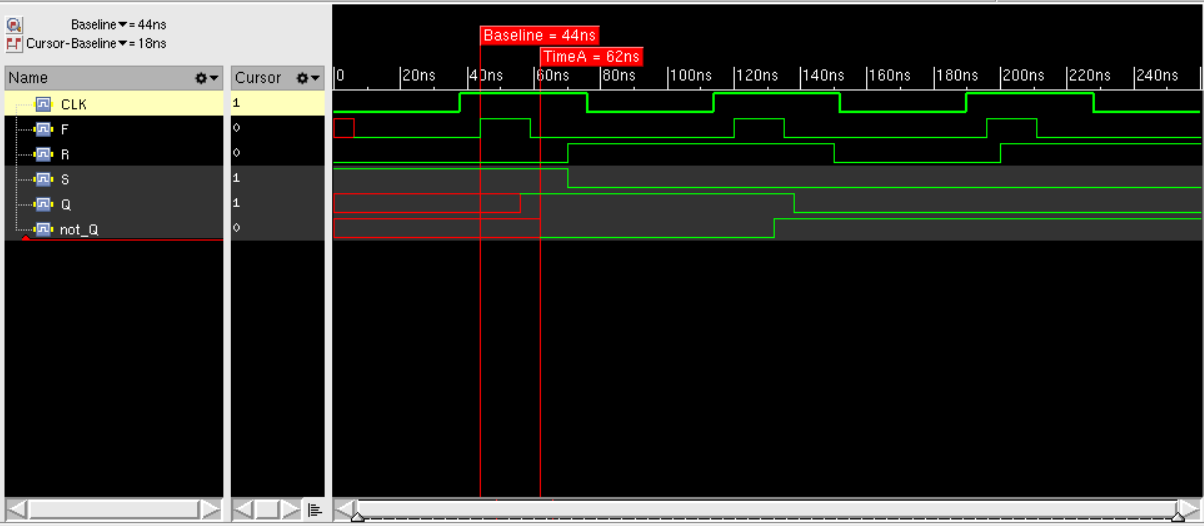 Baseline▼= 44ns
Cursor-Baseline▼= 18ns
Baseline = 44ns
TimeA = 62ns
Name Cursor 0 20ns 40ns 60ns 80ns 100ns 120ns 140ns 160ns 180ns 200ns 220ns 240ns
CLK 1
F 0
R 0
S 1
Q 1
not_Q 0